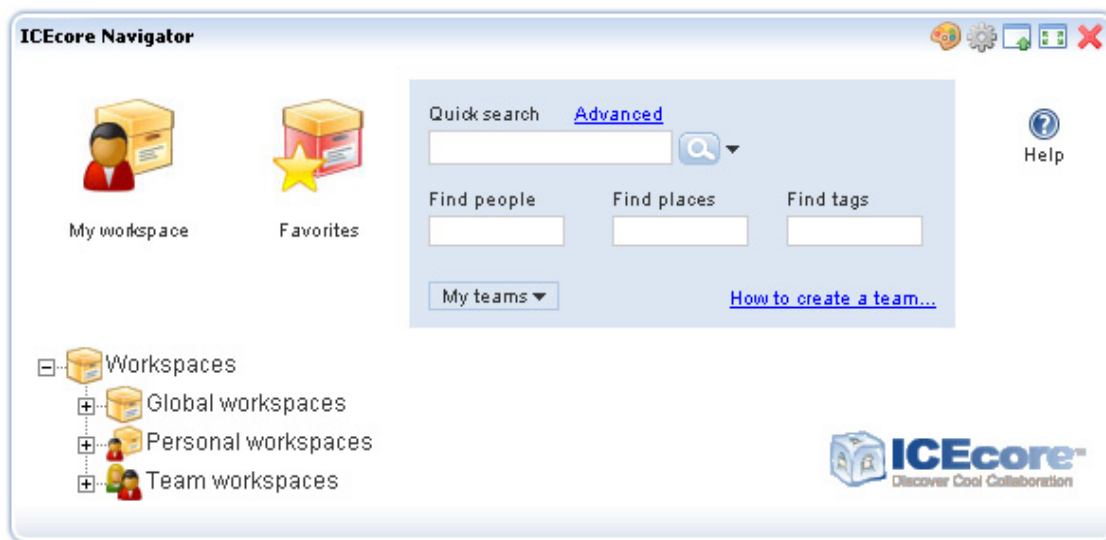 ICEcore Navigator
Quick search Advanced
Help
Find people Find places Find tags
My workspace Favorites
My teams How to create a team...
Workspaces
Global workspaces
Personal workspaces
Team workspaces
ICEcore™
Discover Cool Collaboration